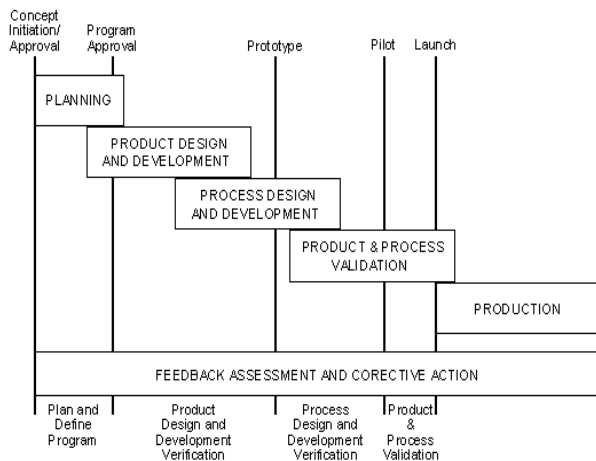 Concept
Initiation/
Approval
Program
Approval
Prototype
Pilot
Launch
PLANNING
PRODUCT DESIGN
AND DEVELOPMENT
PROCESS DESIGN
AND DEVELOPMENT
PRODUCT & PROCESS
VALIDATION
PRODUCTION
FEEDBACK ASSESSMENT AND CORECTIVE ACTION
Plan and
Define
Program
Product
Design and
Development
Verification
Process
Design and
Development
Verification
Product
&
Process
Validation